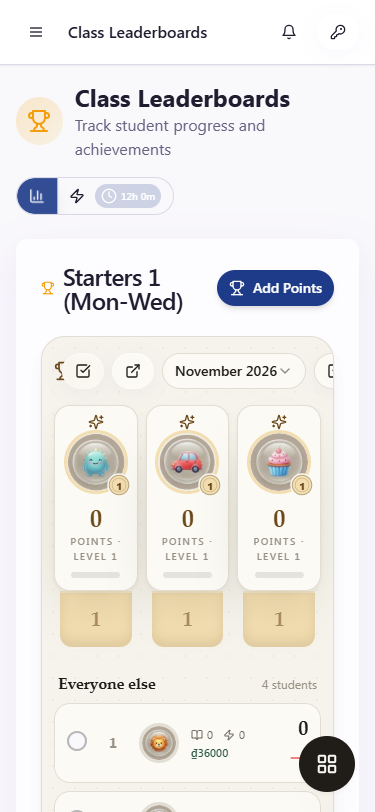 Class Leaderboards
Class Leaderboards
Track student progress and
achievements
12h 0m
Starters 1
(Mon-Wed)
Add Points
November 2026
1
1
1
0
0
0
POINTS ·
LEVEL 1
POINTS ·
LEVEL 1
POINTS ·
LEVEL 1
1
1
1
Everyone else
4 students
1
0
0
₫36000
0